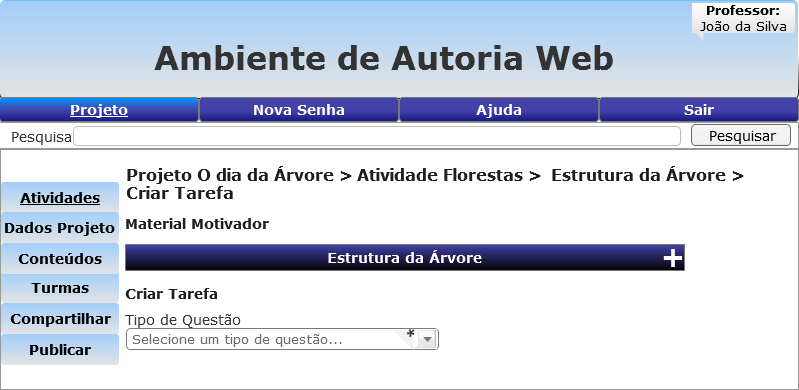 Professor:
João da Silva
Ambiente de Autoria Web
Projeto Nova Senha Ajuda Sair
Pesquisa Pesquisar
Projeto O dia da Árvore > Atividade Florestas > Estrutura da Árvore >
Criar Tarefa
Atividades
Dados Projeto
Conteúdos
Turmas
Compartilhar
Publicar
Material Motivador
Estrutura da Árvore +
Criar Tarefa
Tipo de Questão
Selecione um tipo de questão... *